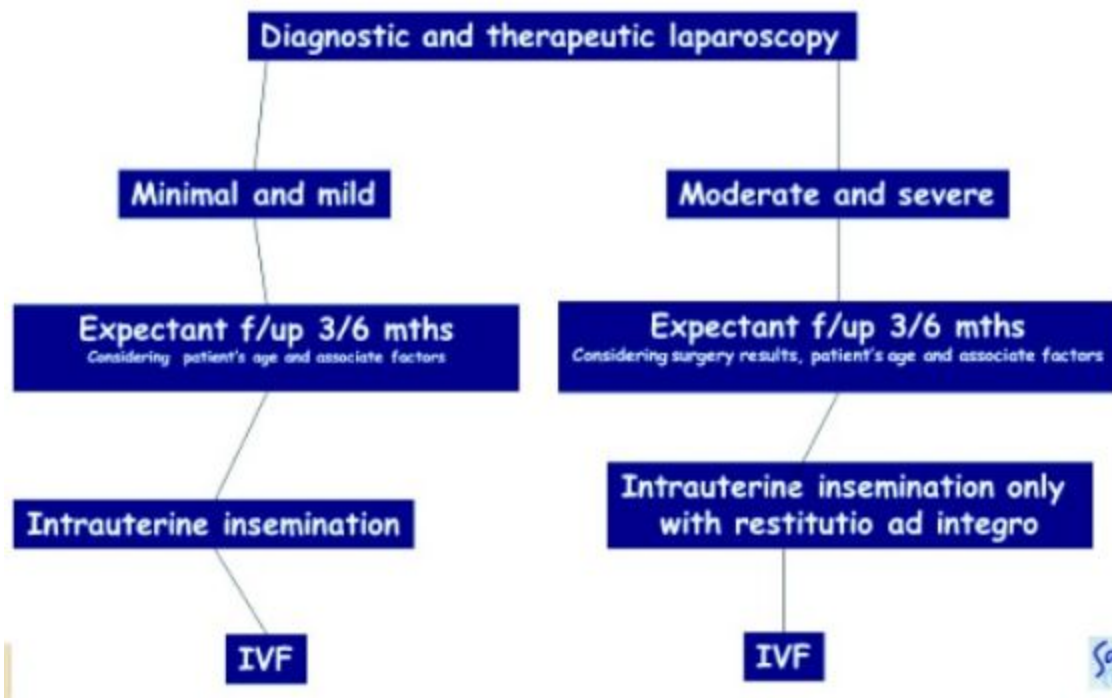 Diagnostic and therapeutic laparoscopy
Minimal and mild
Moderate and severe
Expectant f/up 3/6 mths
Considering patient's age and associate factors
Expectant f/up 3/6 mths
Considering surgery results, patient's age and associate factors
Intrauterine insemination
Intrauterine insemination only
with restitutio ad integro
IVF
IVF